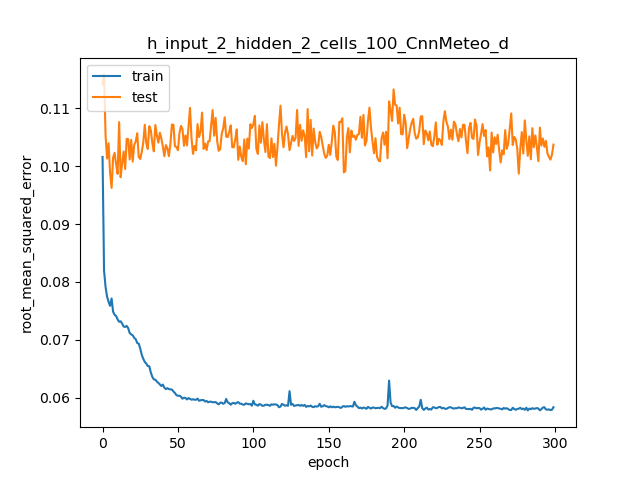 h_input_2_hidden_2_cells_100_CnnMeteo_d
train
test
root_mean_squared_error
0.11
0.10
0.09
0.08
0.07
0.06
0
50
100
150
200
250
300
epoch